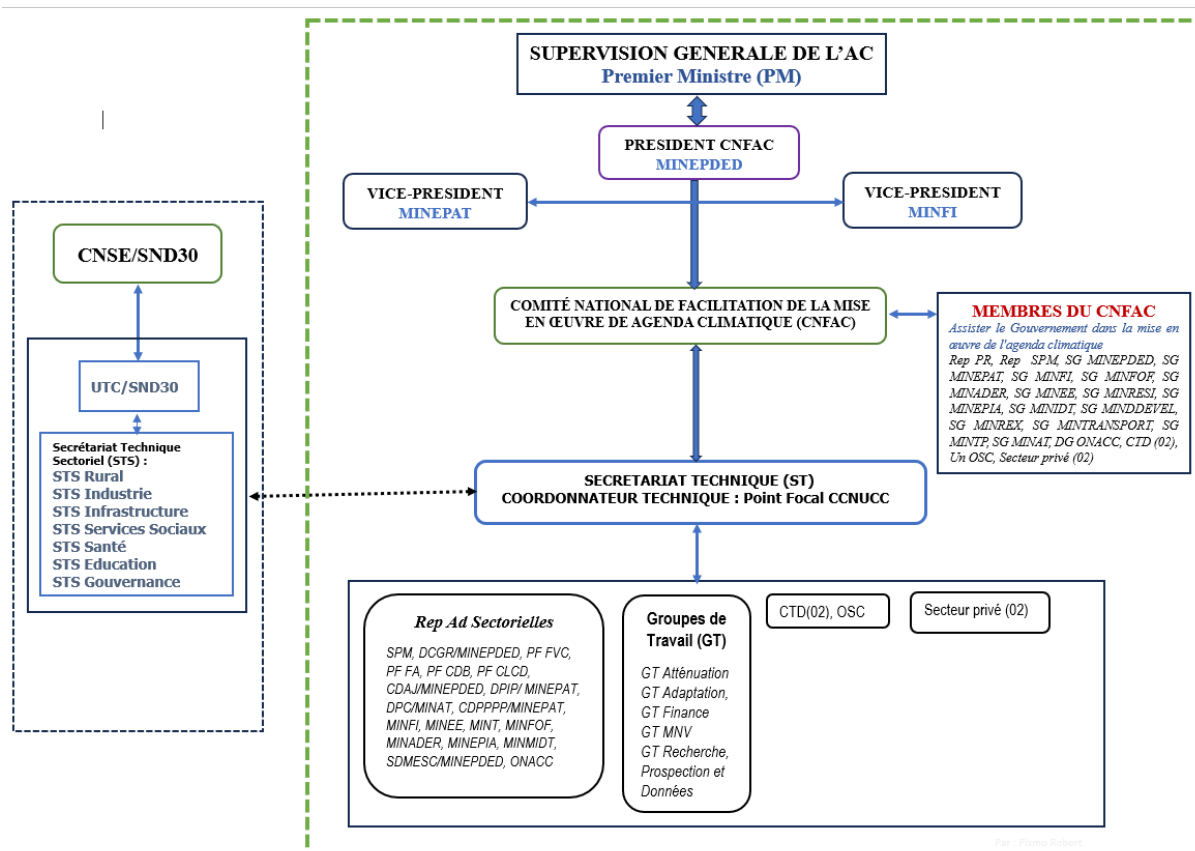 SUPERVISION GENERALE DE L'AC
Premier Ministre (PM)
PRESIDENT CNFAC
MINEPDED
VICE-PRESIDENT
MINEPAT
VICE-PRESIDENT
MINFI
CNSE/SND30
COMITÉ NATIONAL DE FACILITATION DE LA MISE
EN ŒUVRE DE AGENDA CLIMATIQUE (CNFAC)
MEMBRES DU CNFAC
Assister le Gouvernement dans la mise en
œuvre de l'agenda climatique
Rep PR, Rep SPM, SG MINEPDED, SG
MINEPAT, SG MINFI, SG MINFOF, SG
MINADER, SG MINEE, SG MINRESI, SG
MINEPIA, SG MINIDT, SG MINDDEVEL,
SG MINREX, SG MINTRANSPORT, SG
MINTP, SG MINAT, DG ONACC, CTD (02),
Un OSC, Secteur privé (02)
UTC/SND30
Secrétariat Technique
Sectoriel (STS) :
STS Rural
STS Industrie
STS Infrastructure
STS Services Sociaux
STS Santé
STS Education
STS Gouvernance
SECRETARIAT TECHNIQUE (ST)
COORDONNATEUR TECHNIQUE : Point Focal CCNUCC
Rep Ad Sectorielles
SPM, DCGR/MINEPDED, PF FVC,
PF FA, PF CDB, PF CLCD,
CDAJ/MINEPDED, DPIP/ MINEPAT,
DPC/MINAT, CDPPPP/MINEPAT,
MINFI, MINEE, MINT, MINFOF,
MINADER, MINEPIA, MINMIDT,
SDMESC/MINEPDED, ONACC
Groupes de
Travail (GT)
GT Atténuation
GT Adaptation,
GT Finance
GT MNV
GT Recherche,
Prospection et
Données
CTD(02), OSC
Secteur privé (02)